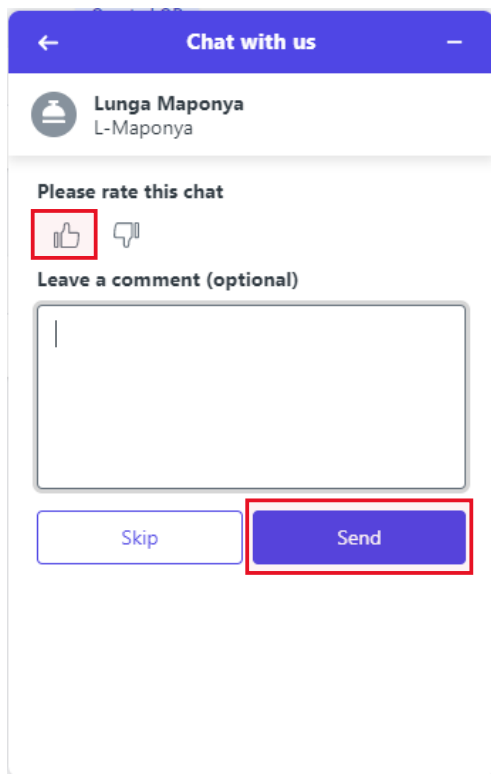 Chat with us
Lunga Maponya
L-Maponya
Please rate this chat
Leave a comment (optional)
Skip
Send